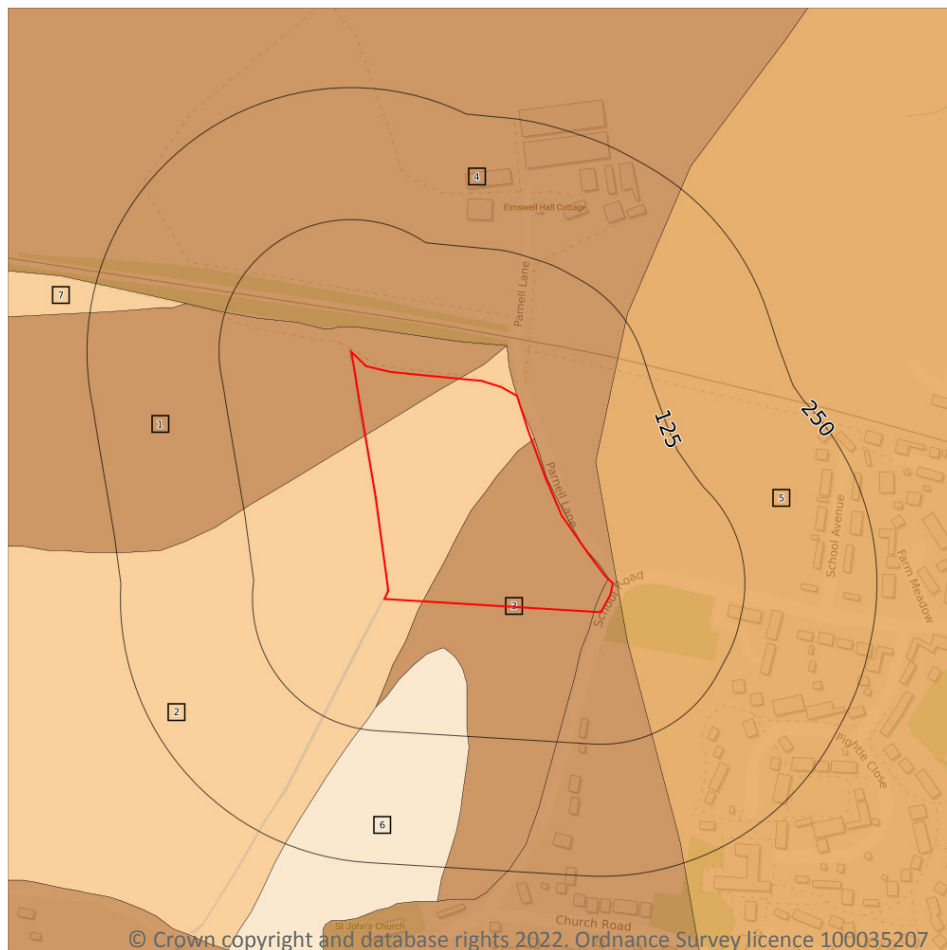 4
Elmswell Hall Cottage
Parnell Lane
7
1
125
250
5
School Avenue
Parnell Lane
Farm Meadow
3
School Road
2
Pightle Close
6
St John's Church
Church Road
© Crown copyright and database rights 2022. Ordnance Survey licence 100035207